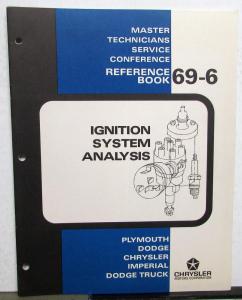 MASTER
TECHNICIANS
SERVICE
CONFERENCE
REFERENCE
BOOK 69-6
IGNITION
SYSTEM
ANALYSIS
PLYMOUTH
DODGE
CHRYSLER
IMPERIAL
DODGE TRUCK
CHRYSLER
MOTORS CORPORATION